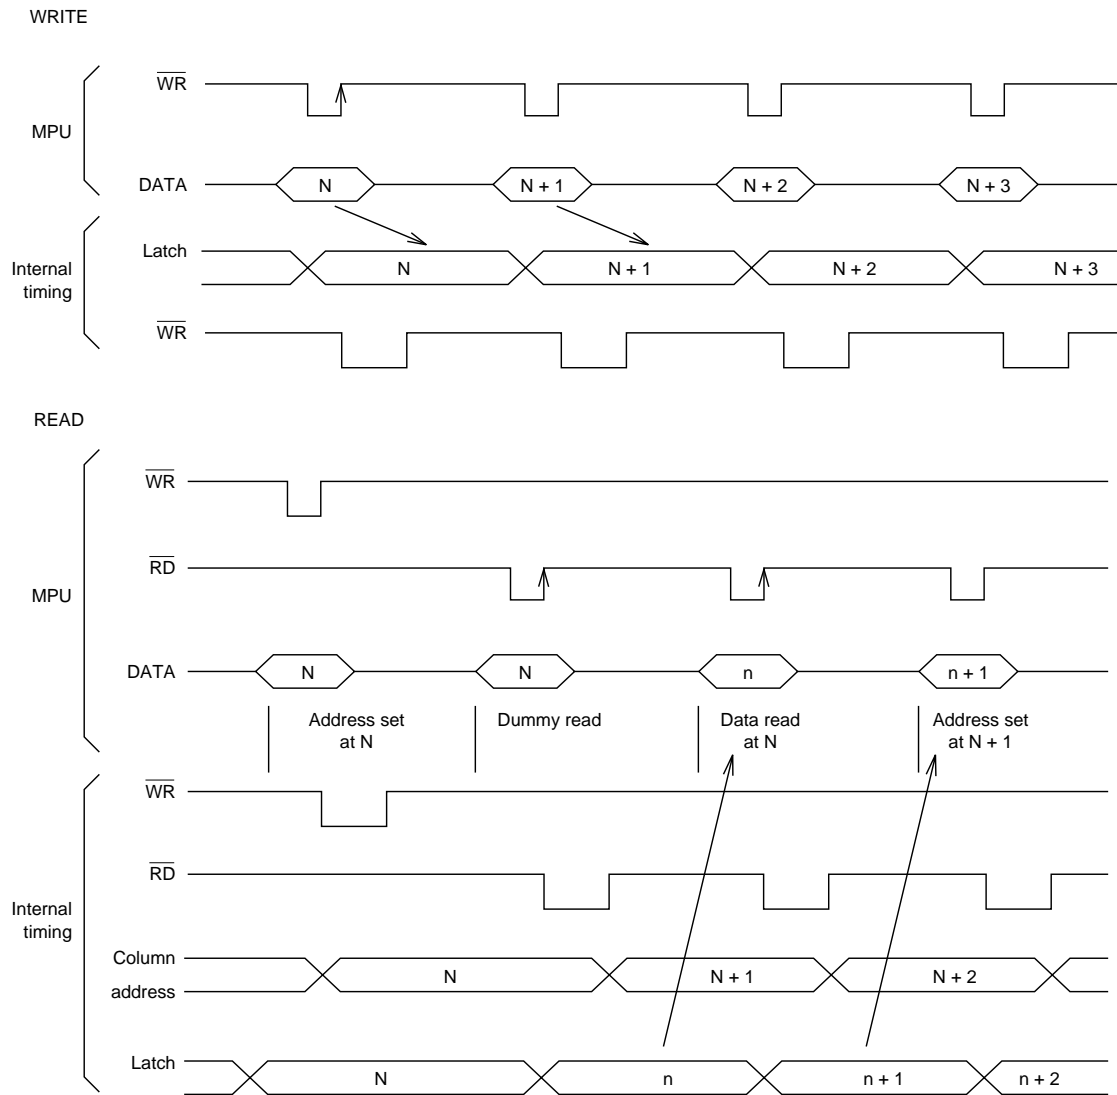 WRITE
MPU
WR
DATA
N
N + 1
N + 2
N + 3
Internal
timing
Latch
N
N + 1
N + 2
N + 3
WR
READ
MPU
WR
RD
DATA
N
N
n
n + 1
Address set
at N
Dummy read
Data read
at N
Address set
at N + 1
Internal
timing
WR
RD
Column
address
N
N + 1
N + 2
Latch
N
n
n + 1
n + 2